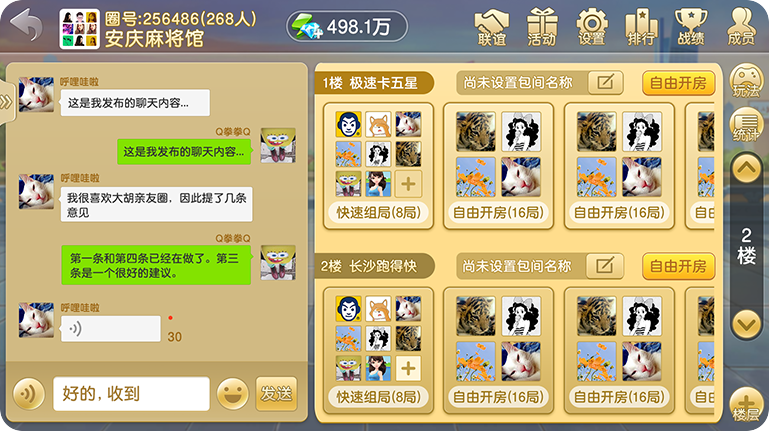 圈号:256486(268人)
安庆麻将馆
498.1万
联谊
活动
设置
排行
战绩
成员
呼哩哇啦
这是我发布的聊天内容...
Q拳拳Q
这是我发布的聊天内容...
呼哩哇啦
我很喜欢大胡亲友圈，因此提了几条
意见
Q拳拳Q
第一条和第四条已经在做了。第三
条是一个很好的建议。
呼哩哇啦
30
好的，收到
发送
1楼 极速卡五星
尚未设置包间名称
自由开房
快速组局(8局)
自由开房(16局)
自由开房(16局)
自由
2楼 长沙跑得快
尚未设置包间名称
自由开房
快速组局(8局)
自由开房(16局)
自由开房(16局)
自由
玩法
统计
2
楼
楼层